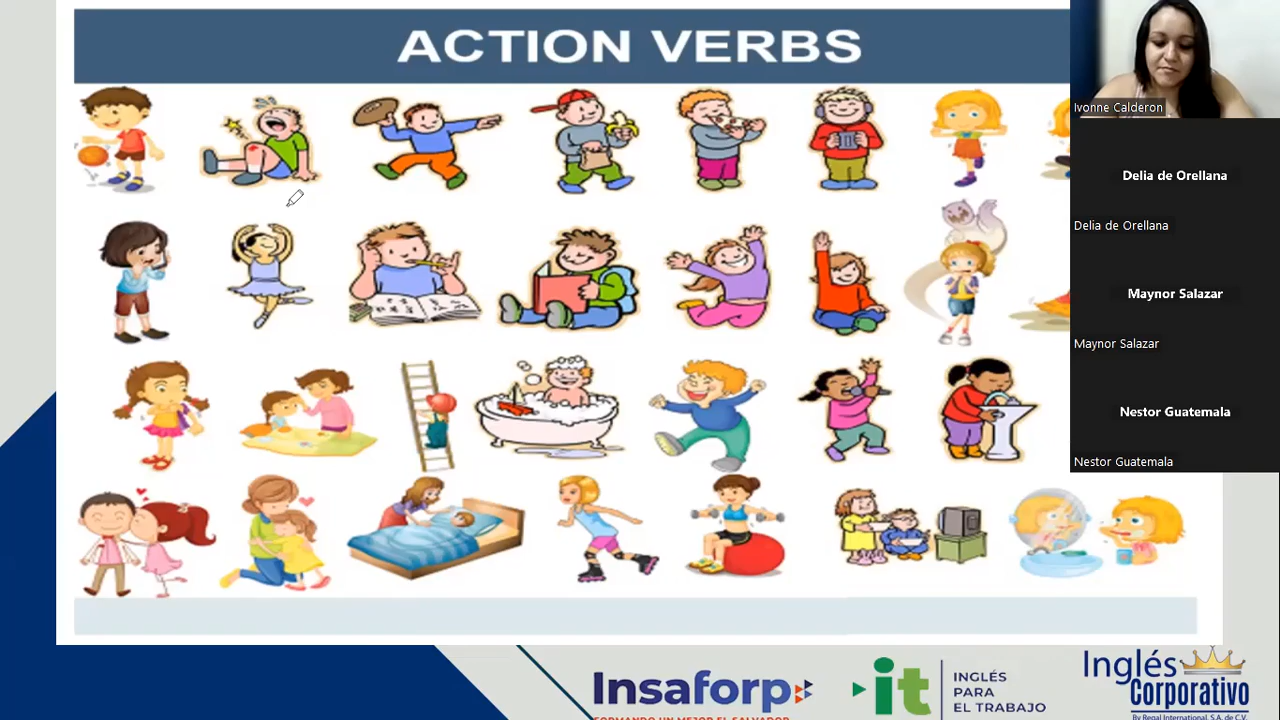 ACTION VERBS
Ivonne Calderon
Delia de Orellana
Delia de Orellana
Maynor Salazar
Maynor Salazar
Nestor Guatemala
Nestor Guatemala
Insaforp
FORMANDO UN MEJOR EL SALVADOR
it
INGLÉS
PARA
EL TRABAJO
Inglés
Corporativo
By Regal International, S.A. de C.V.